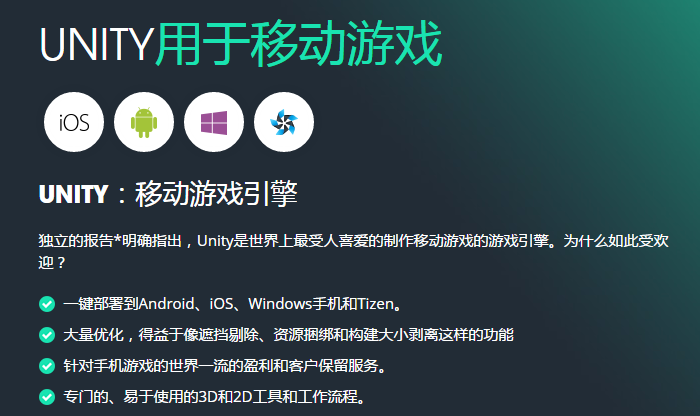 UNITY用于移动游戏
iOS
UNITY：移动游戏引擎
独立的报告*明确指出，Unity是世界上最受人喜爱的制作移动游戏的游戏引擎。为什么如此受欢
迎？
一键部署到Android、iOS、Windows手机和Tizen。
大量优化，得益于像遮挡剔除、资源捆绑和构建大小剥离这样的功能
针对手机游戏的世界一流的盈利和客户保留服务。
专门的、易于使用的3D和2D工具和工作流程。